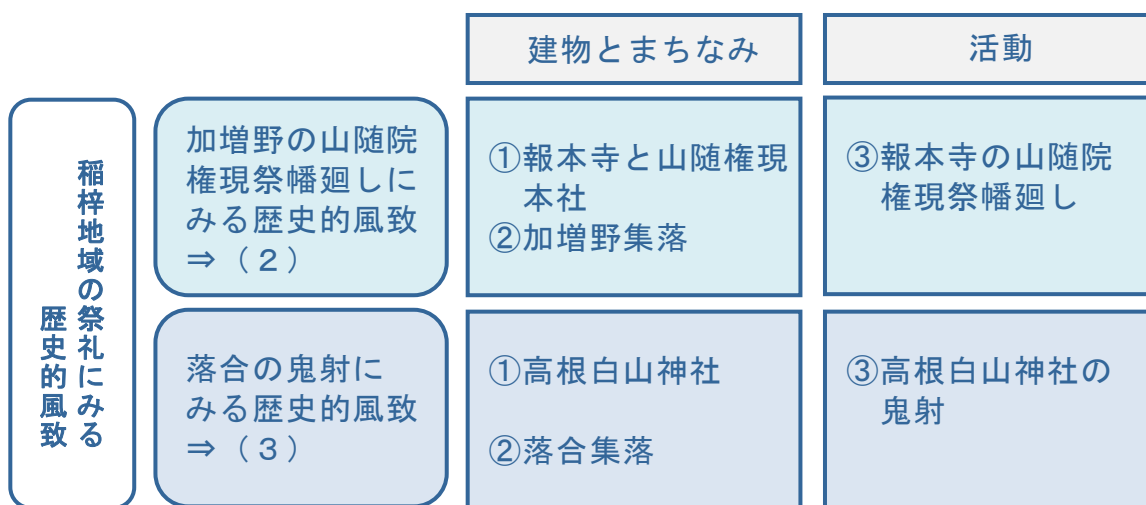 建物とまちなみ
活動
稲梓地域の祭礼にみる
歴史的風致
加増野の山随院
権現祭幡廻しに
みる歴史的風致
⇒（２）
①報本寺と山随権現
本社
②加増野集落
③報本寺の山随院
権現祭幡廻し
落合の鬼射に
みる歴史的風致
⇒（３）
①高根白山神社
②落合集落
③高根白山神社の
鬼射